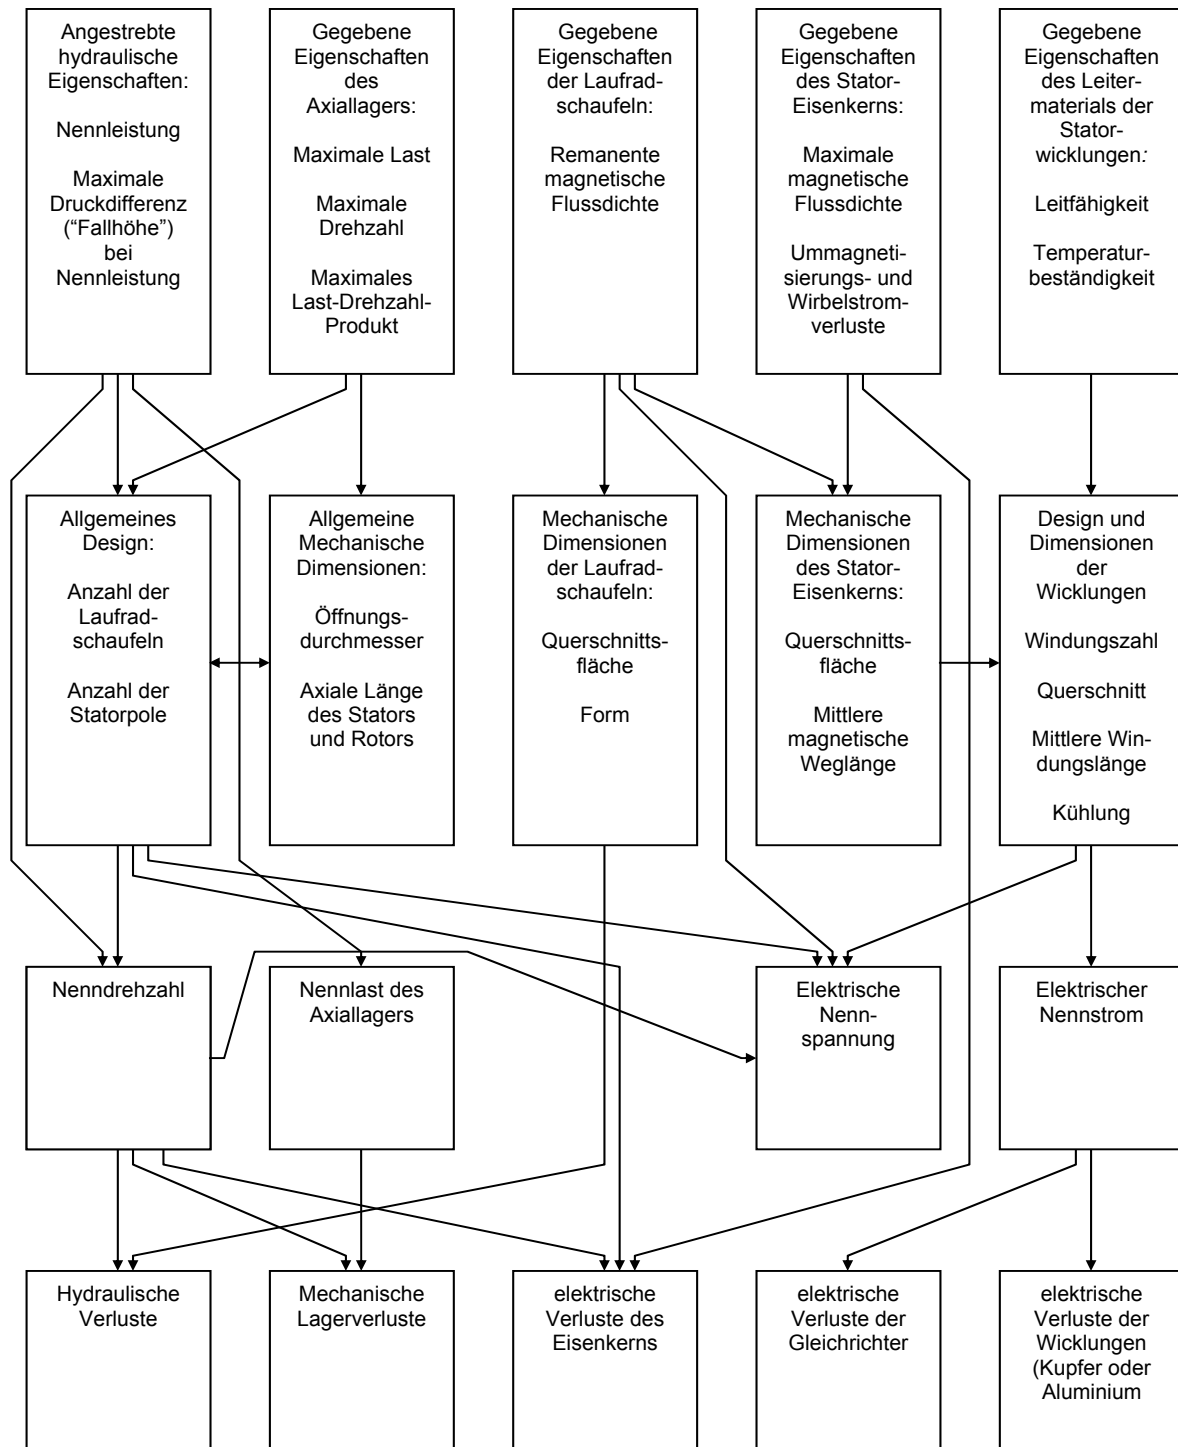 Angestrebte
hydraulische
Eigenschaften:
Nennleistung
Maximale
Druckdifferenz
(“Fallhöhe”)
bei
Nennleistung
Gegebene
Eigenschaften
des
Axiallagers:
Maximale Last
Maximale
Drehzahl
Maximales
Last-Drehzahl-
Produkt
Gegebene
Eigenschaften
der Laufrad-
schaufeln:
Remanente
magnetische
Flussdichte
Gegebene
Eigenschaften
des Stator-
Eisenkerns:
Maximale
magnetische
Flussdichte
Ummagneti-
sierungs- und
Wirbelstrom-
verluste
Gegebene
Eigenschaften
des Leiter-
materials der
Stator-
wicklungen:
Leitfähigkeit
Temperatur-
beständigkeit
Allgemeines
Design:
Anzahl der
Laufrad-
schaufeln
Anzahl der
Statorpole
Allgemeine
Mechanische
Dimensionen:
Öffnungs-
durchmesser
Axiale Länge
des Stators
und Rotors
Mechanische
Dimensionen
der Laufrad-
schaufeln:
Querschnitts-
fläche
Form
Mechanische
Dimensionen
des Stator-
Eisenkerns:
Querschnitts-
fläche
Mittlere
magnetische
Weglänge
Design und
Dimensionen
der
Wicklungen
Windungszahl
Querschnitt
Mittlere Win-
dungslänge
Kühlung
Nenndrehzahl
Nennlast des
Axiallagers
Elektrische
Nenn-
spannung
Elektrischer
Nennstrom
Hydraulische
Verluste
Mechanische
Lagerverluste
elektrische
Verluste des
Eisenkerns
elektrische
Verluste der
Gleichrichter
elektrische
Verluste der
Wicklungen
(Kupfer oder
Aluminium